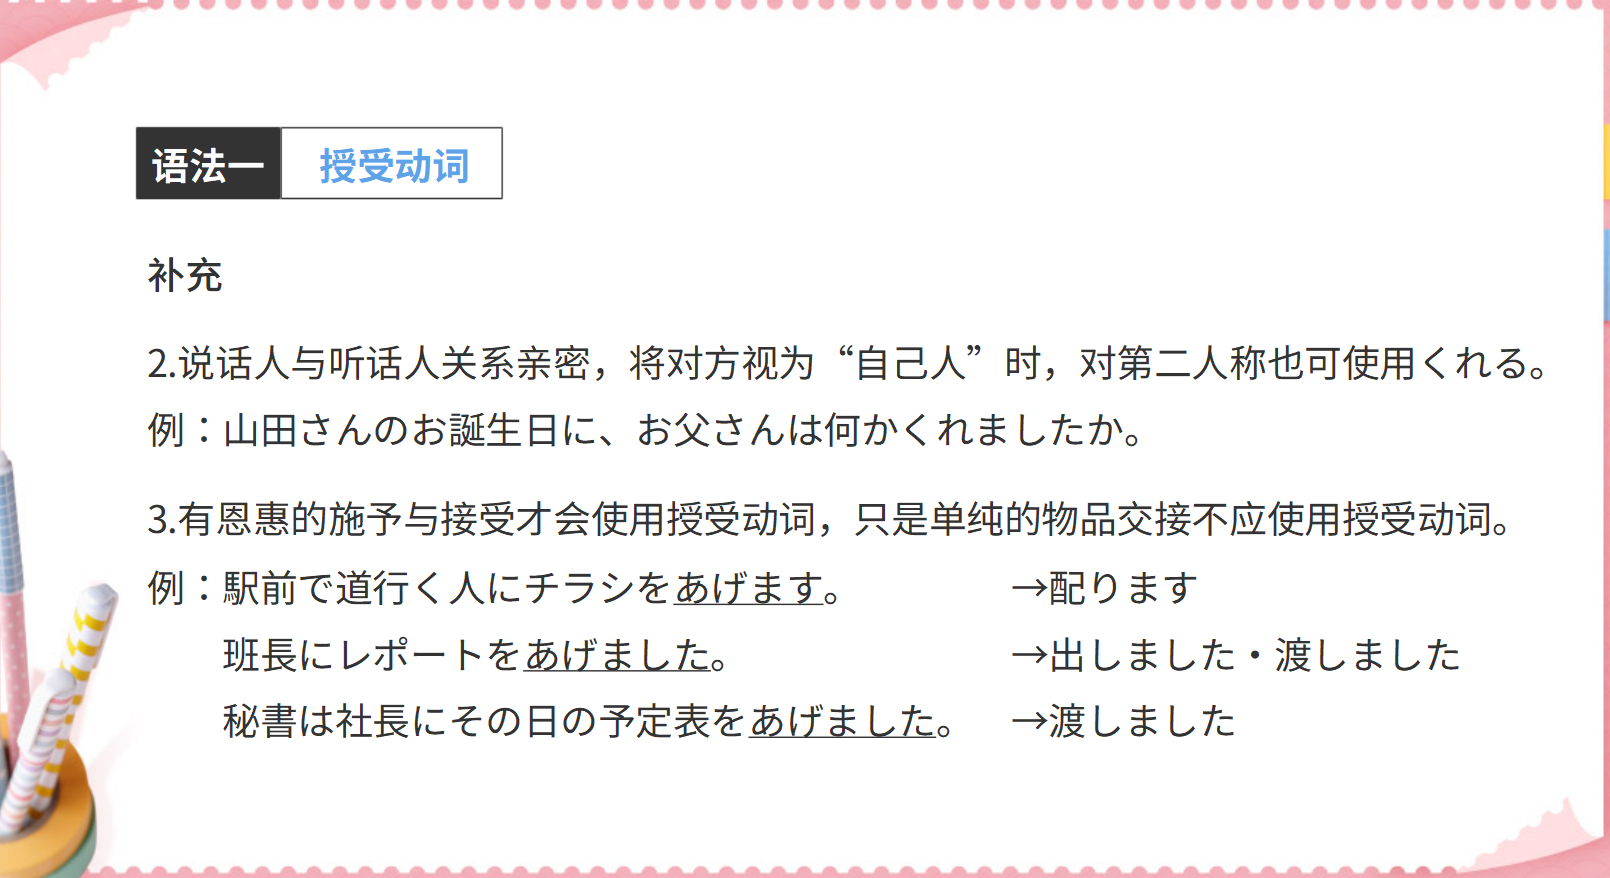 语法一 授受动词
补充
2.说话人与听话人关系亲密，将对方视为“自己人”时，对第二人称也可使用くれる。
例：山田さんのお誕生日に、お父さんは何かくれましたか。
3.有恩惠的施予与接受才会使用授受动词，只是单纯的物品交接不应使用授受动词。
例：駅前で道行く人にチラシをあげます。 →配ります
班長にレポートをあげました。 →出しました・渡しました
秘書は社長にその日の予定表をあげました。 →渡しました